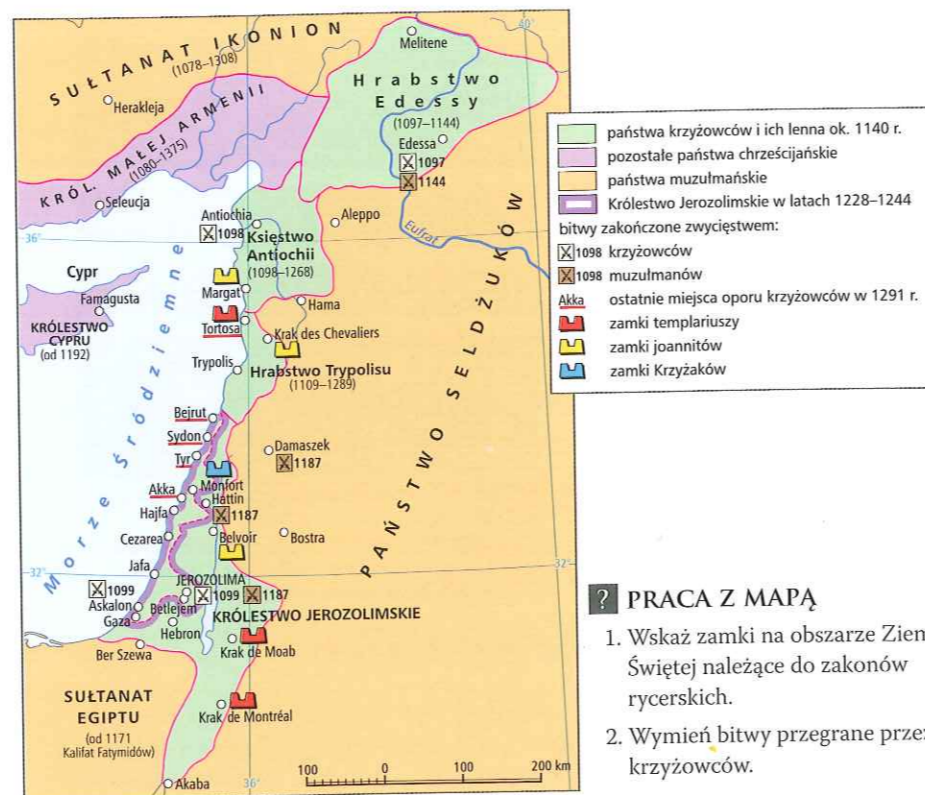 SUŁTANAT IKONION
(1078–1308)
Herakleja
KRÓL. MAŁEJ ARMENII
(1080–1375)
Seleucja
Melitene
40°
Hrabstwo
Edessy
(1097–1144)
Edessa
1097
1144
Antiochia
1098
36°
Aleppo
Eufrat
Księstwo
Antiochii
(1098–1268)
Cypr
Famagusta
KRÓLESTWO
CYPRU
(od 1192)
Margat
Hama
Tortosa
Krak des Chevaliers
Trypolis
Hrabstwo Trypolisu
(1109–1289)
Morze Śródziemne
PAŃSTWO SELDŻUKÓW
Bejrut
Sydon
Tyr
Damaszek
1187
Monfort
Akka
Hattin
Hajfa
1187
Cezarea
Belvoir
Bostra
Jafa
32°
32°
1099
JEROZOLIMA
1099
1187
Askalon
Betlejem
Gaza
KRÓLESTWO JEROZOLIMSKIE
Hebron
Krak de Moab
Ber Szewa
SUŁTANAT
EGIPTU
(od 1171
Kalifat Fatymidów)
Krak de Montréal
Akaba
36°
100 0 100 200 km
państwa krzyżowców i ich lenna ok. 1140 r.
pozostałe państwa chrześcijańskie
państwa muzułmańskie
Królestwo Jerozolimskie w latach 1228–1244
bitwy zakończone zwycięstwem:
1098 krzyżowców
1098 muzułmanów
Akka ostatnie miejsca oporu krzyżowców w 1291 r.
zamki templariuszy
zamki joannitów
zamki Krzyżaków
? PRACA Z MAPĄ
1. Wskaż zamki na obszarze Ziem
Świętej należące do zakonów
rycerskich.
2. Wymień bitwy przegrane prze
krzyżowców.